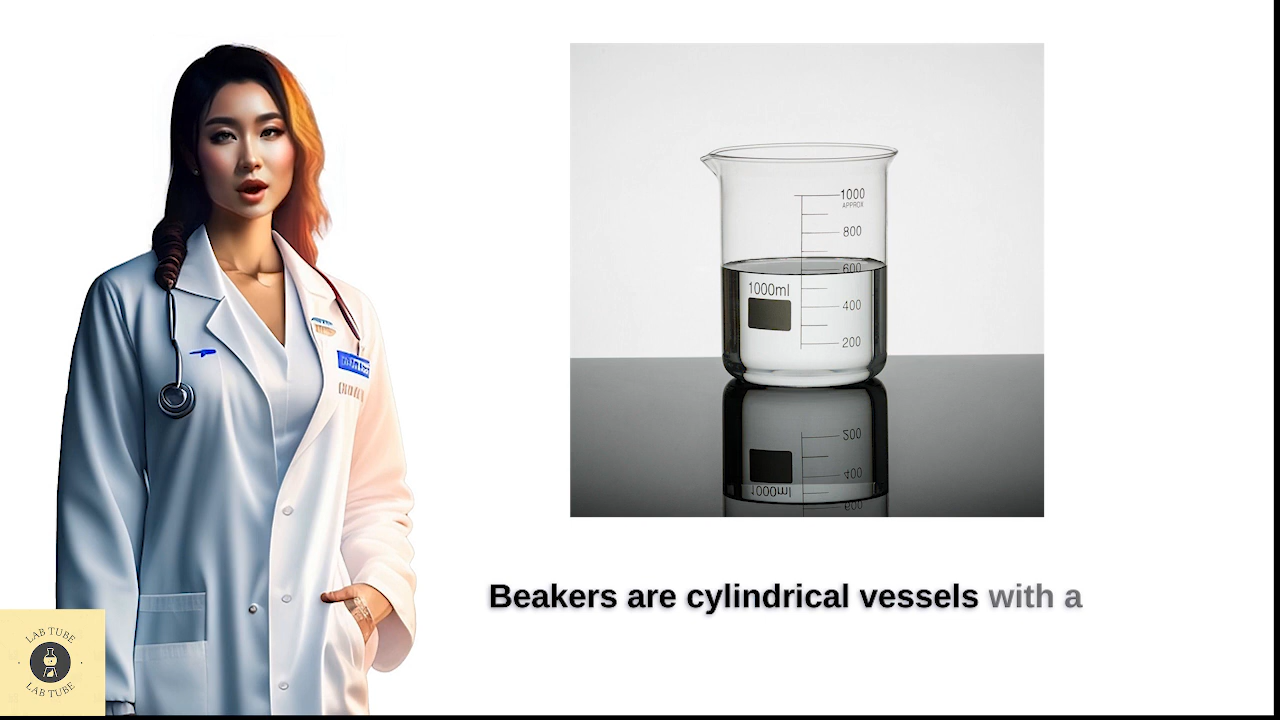 1000
APPROX
800
600
1000ml
400
200
200
400
1000ml
600
Beakers are cylindrical vessels with a
LAB TUBE
LAB TUBE